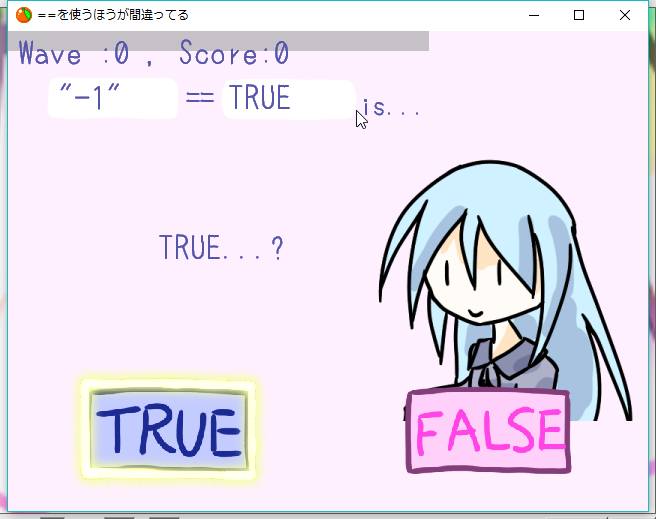 ==を使うほうが間違ってる
Wave :0 , Score:0
"-1" == TRUE is...
TRUE...?
TRUE FALSE